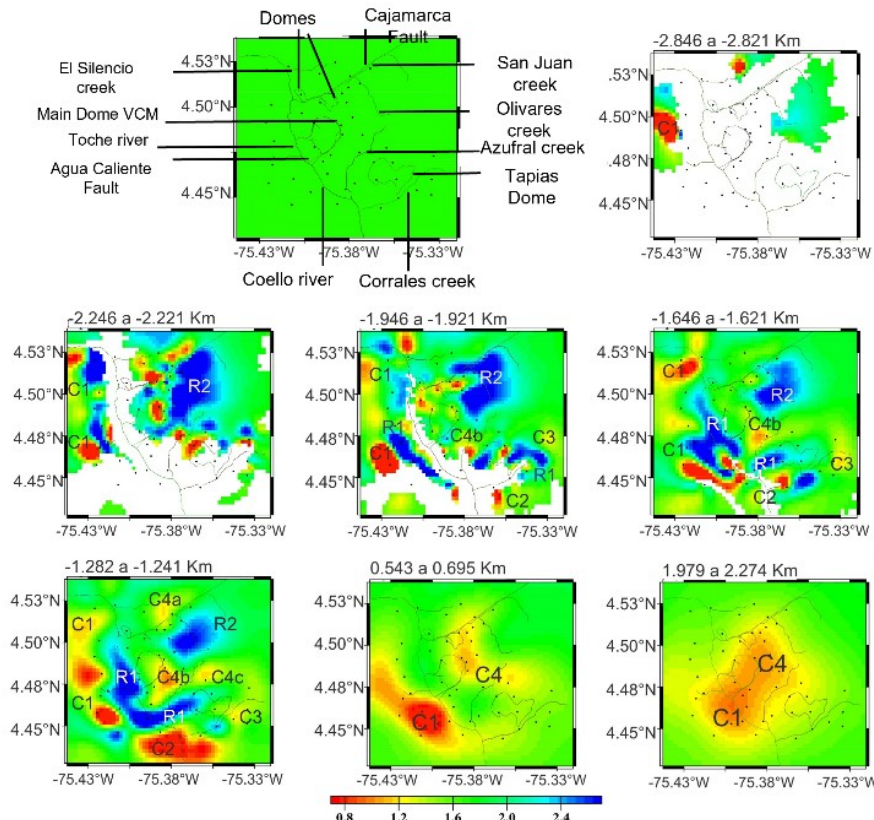 Domes
Cajamarca
Fault
4.53°N
El Silencio
creek
San Juan
creek
4.50°N
Main Dome VCM
Olivares
creek
Toche river
4.48°N
Azufral creek
Agua Caliente
Fault
Tapias
Dome
4.45°N
-75.43°W
-75.38°W
-75.33°W
Coello river
Corrales creek
-2.846 a -2.821 Km
.53°N
4.50°N
C1
.48°N
4.45°N
-75.43°W
-75.38°W
-75.33°W
-2.246 a -2.221 Km
4.53°N
C1
R2
4.50°N
4.48°N
C1
4.45°N
-75.43°W
-75.38°W
-75.33°W
-1.946 a -1.921 Km
4.53°N
C1
R2
4.50°N
4.48°N
R1
C4b
C3
C1
R1
4.45°N
C2
-75.43°W
-75.38°W
-75.33°W
-1.646 a -1.621 Km
4.53°N
C1
4.50°N
R2
R1
C4b
4.48°N
C1
R1
C3
4.45°N
C2
-75.43°W
-75.38°W
-75.33°W
-1.282 a -1.241 Km
4.53°N
C4a
C1
R2
4.50°N
R1
C4b
C4c
4.48°N
C1
R1
C3
4.45°N
C2
-75.43°W
-75.38°W
-75.33°W
0.543 a 0.695 Km
4.53°N
4.50°N
C4
4.48°N
C1
4.45°N
-75.43°W
-75.38°W
-75.33°W
1.979 a 2.274 Km
4.53°N
4.50°N
C4
4.48°N
C1
4.45°N
-75.43°W
-75.38°W
-75.33°W
0.8 1.2 1.6 2.0 2.4